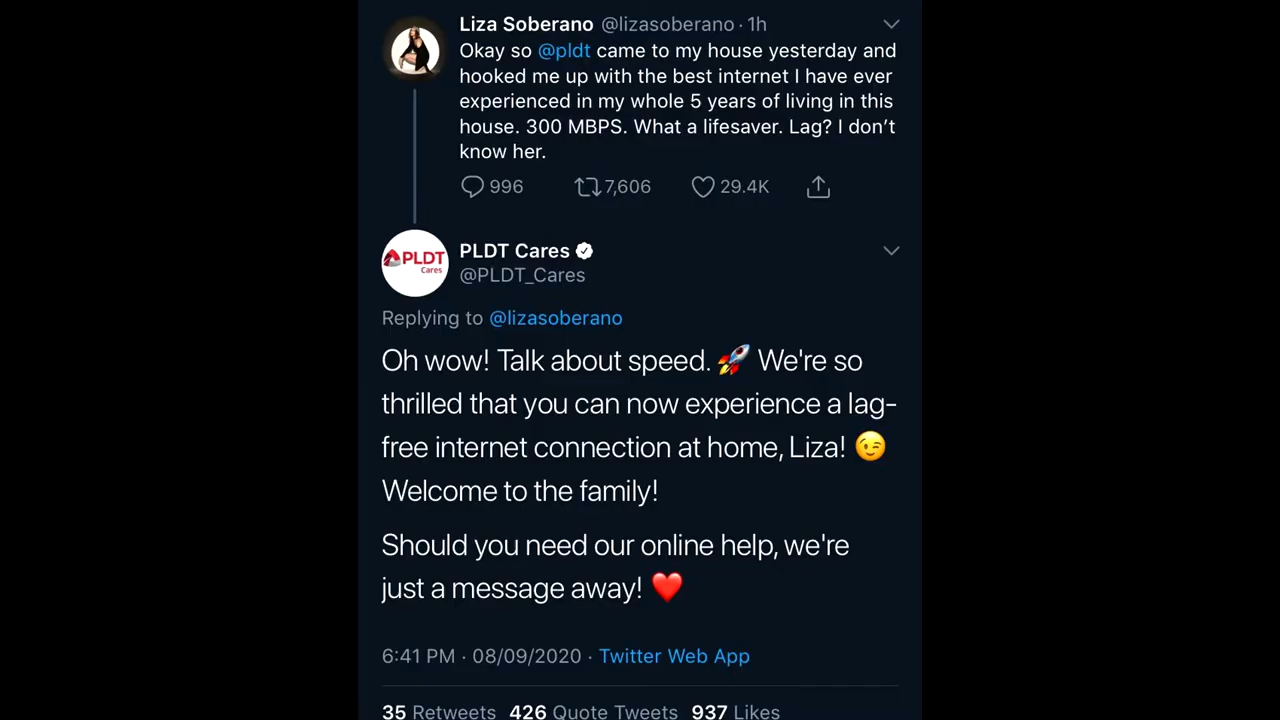 Liza Soberano @lizasoberano · 1h
Okay so @pldt came to my house yesterday and
hooked me up with the best internet I have ever
experienced in my whole 5 years of living in this
house. 300 MBPS. What a lifesaver. Lag? I don’t
know her.
996 7,606 29.4K
PLDT
Cares
PLDT Cares
@PLDT_Cares
Replying to @lizasoberano
Oh wow! Talk about speed. 🚀 We're so
thrilled that you can now experience a lag-
free internet connection at home, Liza! 😉
Welcome to the family!
Should you need our online help, we're
just a message away! ❤️
6:41 PM · 08/09/2020 · Twitter Web App
35 Retweets 426 Quote Tweets 937 Likes